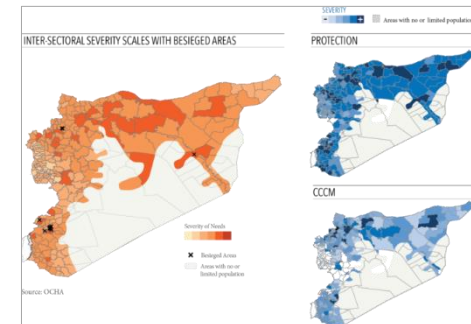 SEVERITY
- +
Areas with no or limited population
INTER-SECTORAL SEVERITY SCALES WITH BESIEGED AREAS
PROTECTION
Severity of Needs
Besieged Areas
Areas with no or
limited population
Source: OCHA
CCCM